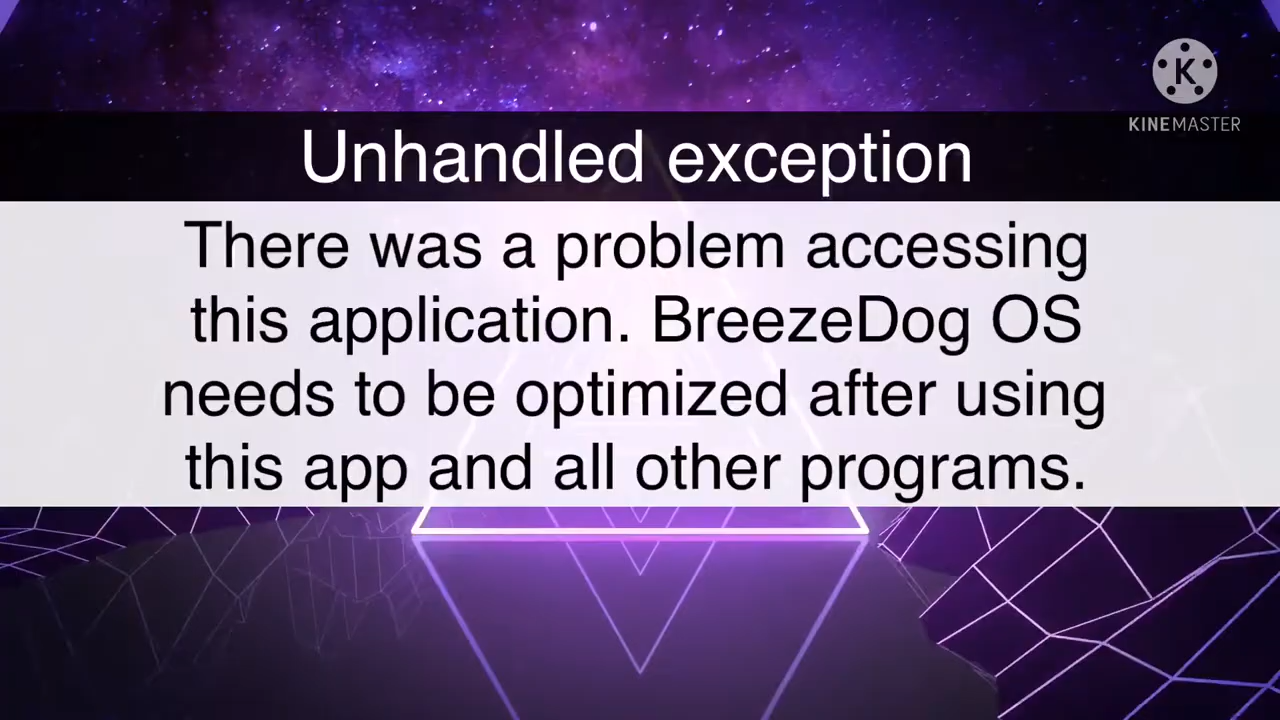 K
KINEMASTER
Unhandled exception
There was a problem accessing
this application. BreezeDog OS
needs to be optimized after using
this app and all other programs.